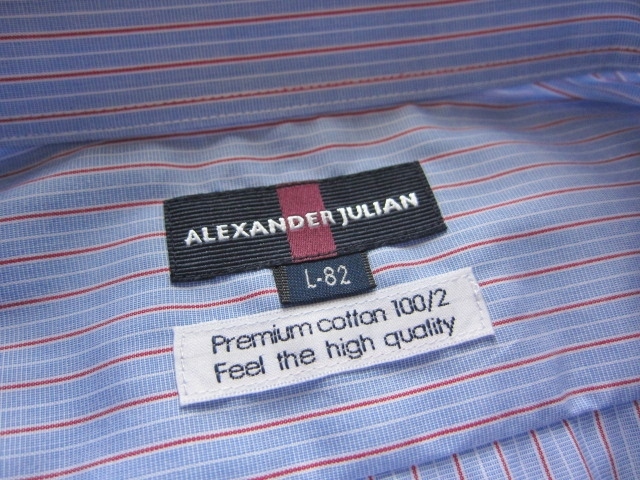 ALEXANDER JULIAN
L-82
Premium cotton 100/2
Feel the high quality